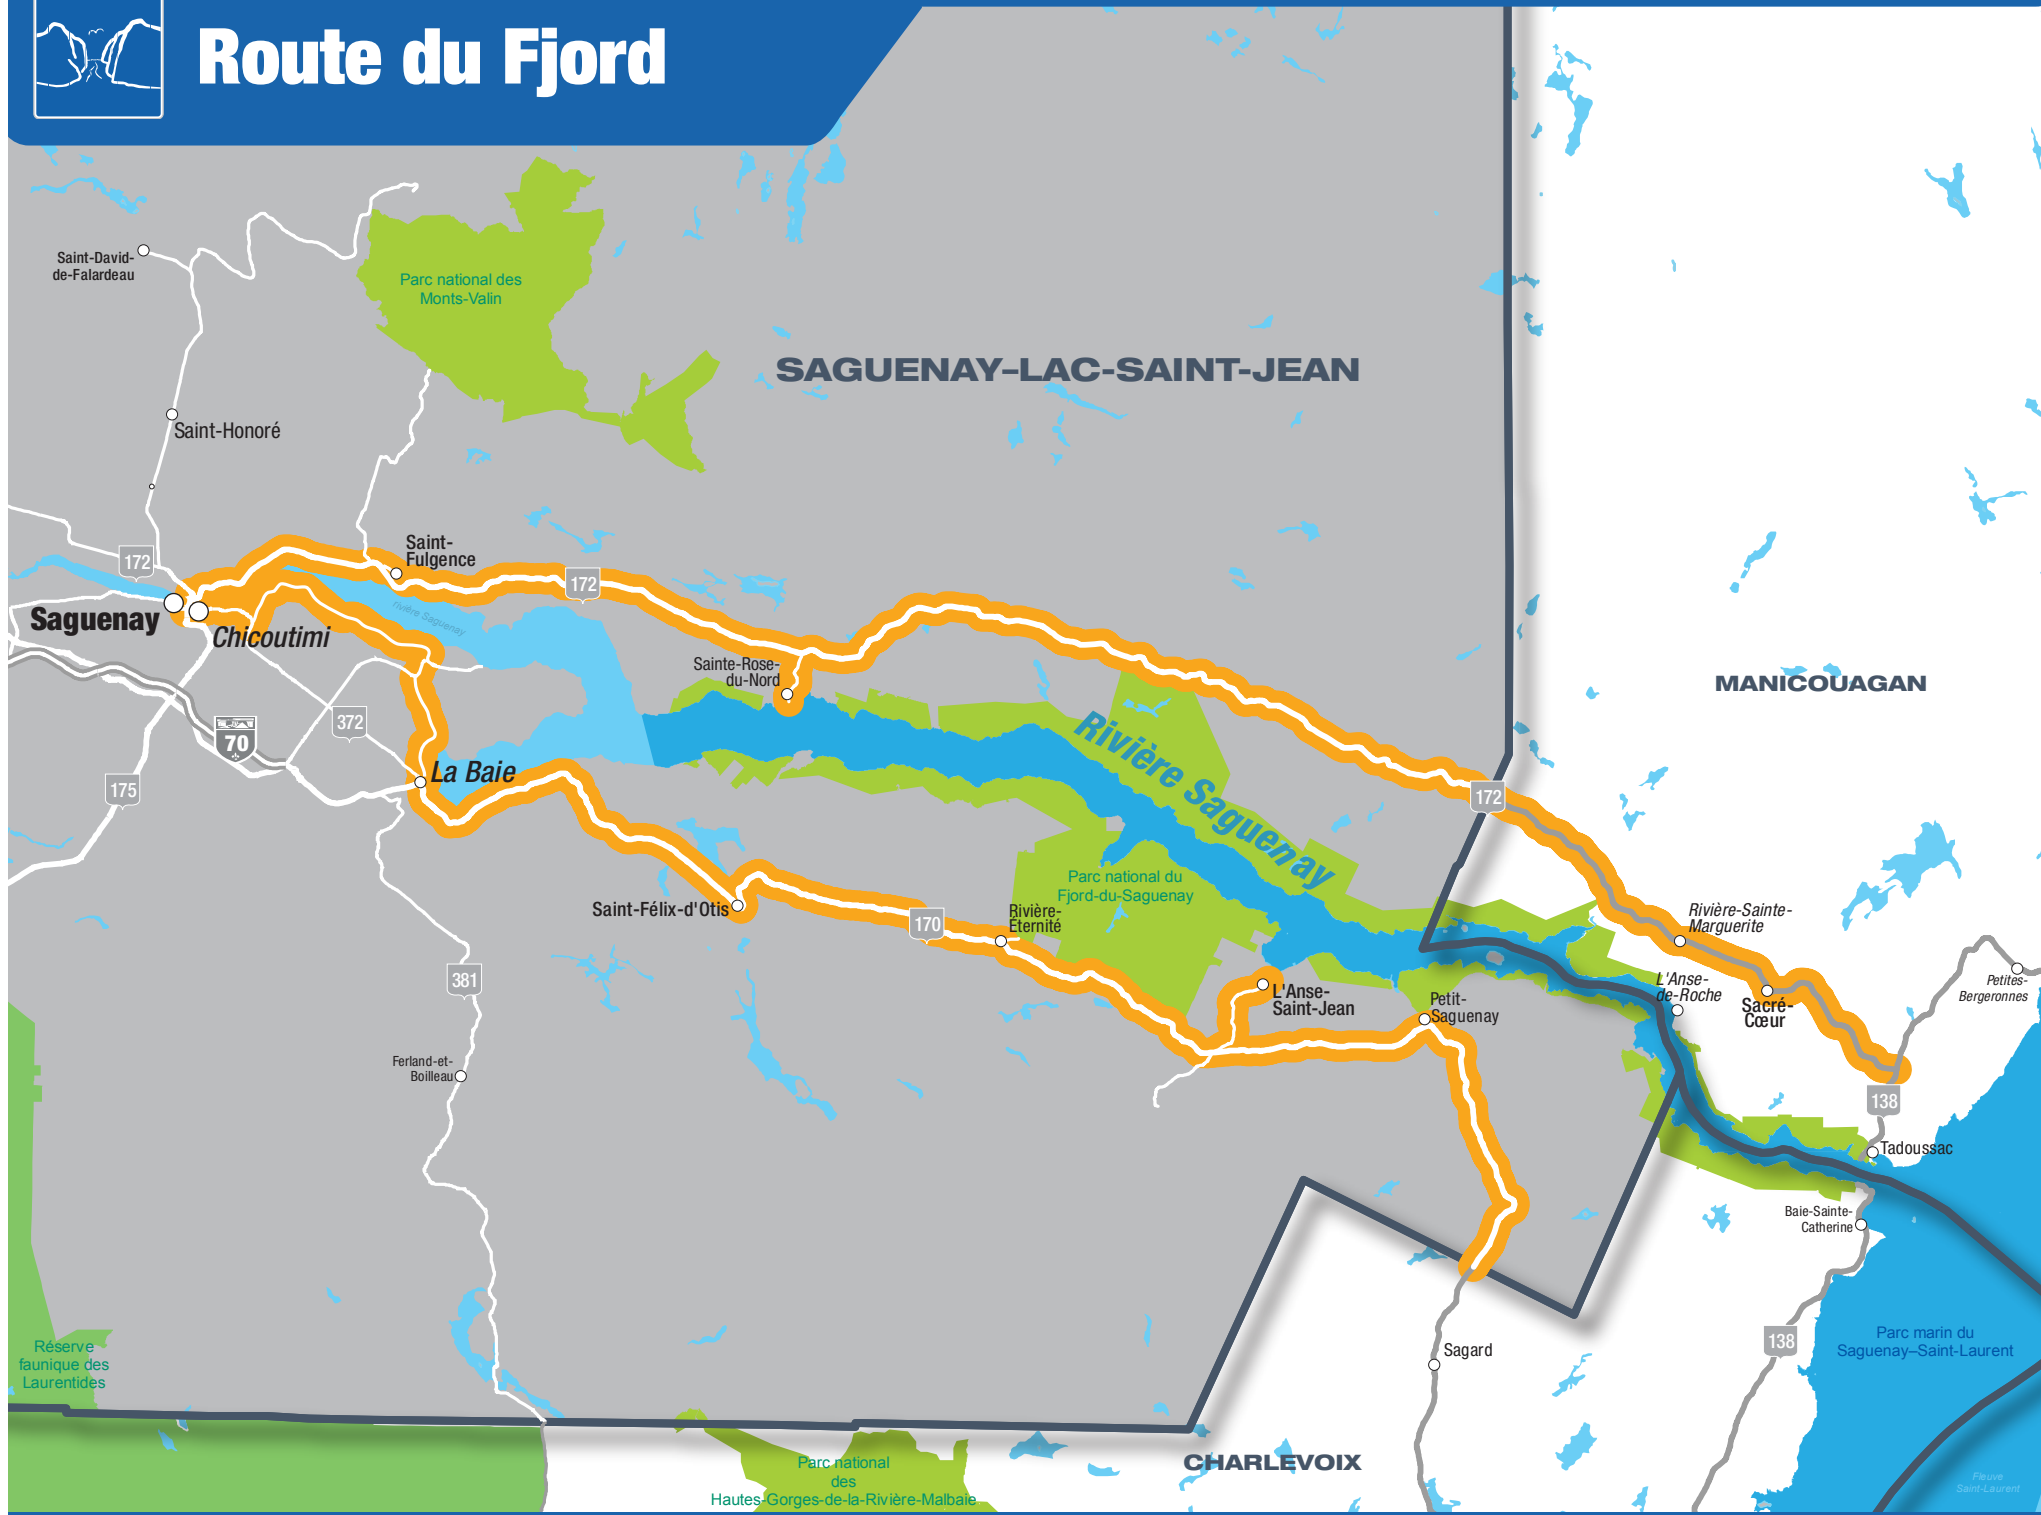 Route du Fjord
Saint-David-
de-Falardeau
Parc national des
Monts-Valin
SAGUENAY–LAC-SAINT-JEAN
Saint-Honoré
172
Saint-
Fulgence
172
rivière Saguenay
Saguenay
Chicoutimi
Sainte-Rose-
du-Nord
MANICOUAGAN
372
70
175
La Baie
Rivière Saguenay
172
Parc national du
Fjord-du-Saguenay
Saint-Félix-d'Otis
170
Rivière-
Éternité
Rivière-Sainte-
Marguerite
381
L'Anse-
Saint-Jean
Petit-
Saguenay
L'Anse-
de-Roche
Sacré-
Cœur
Petites-
Bergeronnes
Ferland-et-
Boilleau
138
Tadoussac
Baie-Sainte-
Catherine
Réserve
faunique des
Laurentides
Sagard
138
Parc marin du
Saguenay–Saint-Laurent
CHARLEVOIX
Parc national
des
Hautes-Gorges-de-la-Rivière-Malbaie
Fleuve
Saint-Laurent